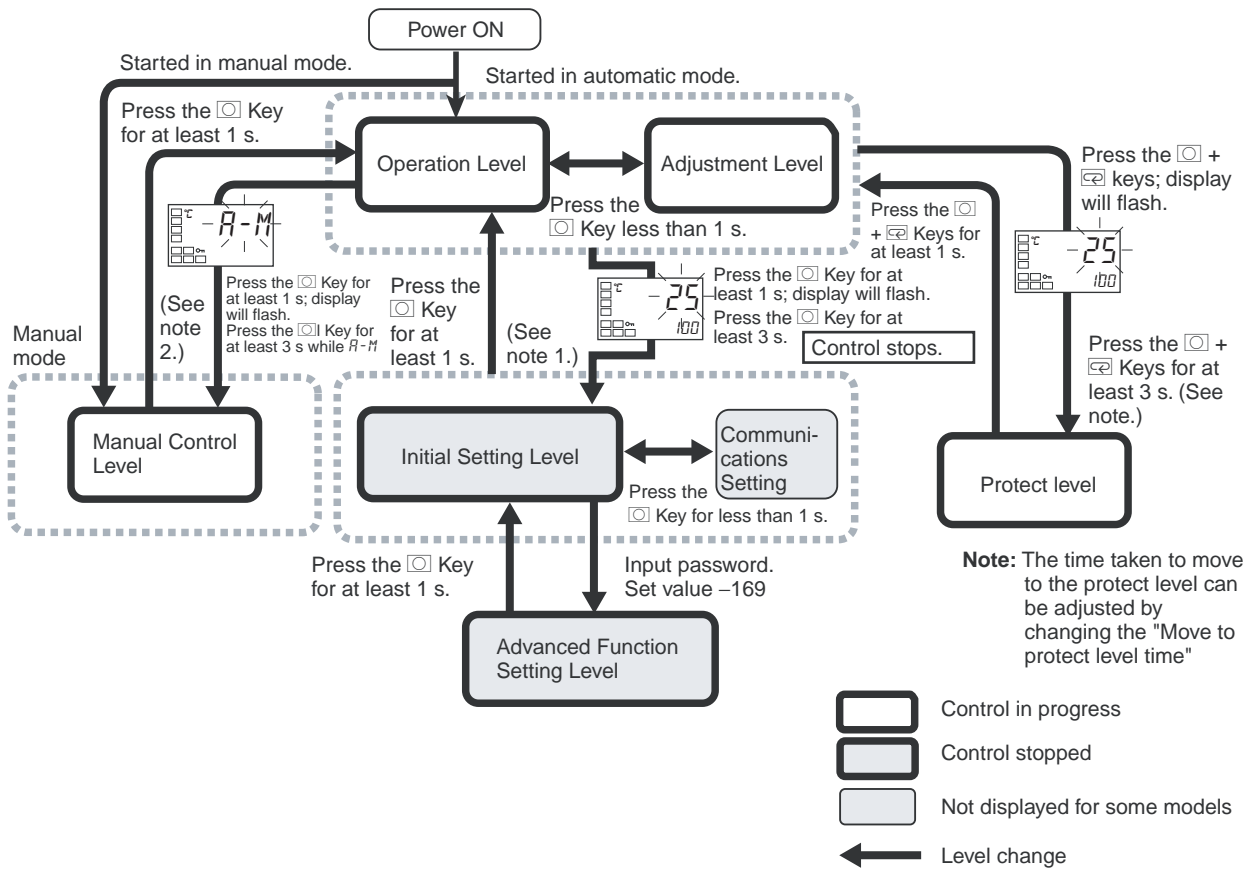 Power ON
Started in manual mode.
Started in automatic mode.
Press the Key
for at least 1 s.
Operation Level
Adjustment Level
Press the
Key less than 1 s.
Press the +
keys; display
will flash.
Press the
+ Keys for
at least 1 s.
°C
A-M
Press the Key for
at least 1 s; display
will flash.
Press the I Key for
at least 3 s while A-M
(See
note
2.)
Press the
Key
for at
least 1 s.
(See
note 1.)
°C
25
100
Press the Key for at
least 1 s; display will flash.
Press the Key for at
least 3 s.
Control stops.
°C
25
100
Press the +
Keys for at
least 3 s. (See
note.)
Manual
mode
Manual Control
Level
Initial Setting Level
Communi-
cations
Setting
Press the
Key for less than 1 s.
Protect level
Press the Key
for at least 1 s.
Input password.
Set value –169
Advanced Function
Setting Level
Note: The time taken to move
to the protect level can
be adjusted by
changing the "Move to
protect level time"
Control in progress
Control stopped
Not displayed for some models
Level change